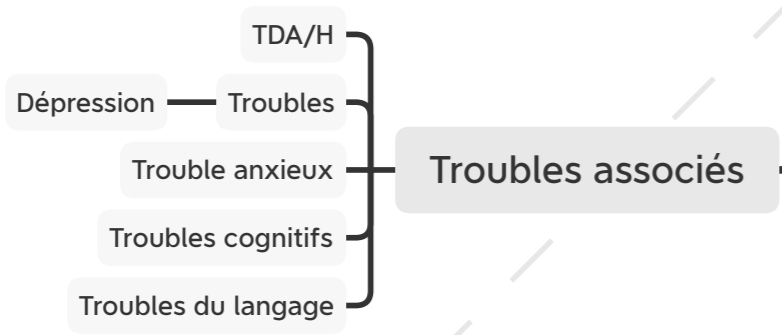 TDA/H
Dépression
Troubles
Trouble anxieux
Troubles associés
Troubles cognitifs
Troubles du langage